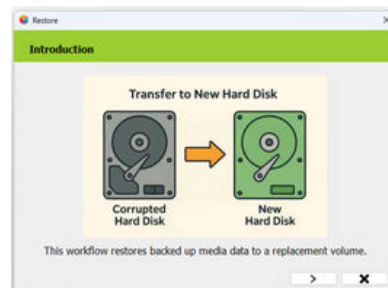 Restore
Introduction
Transfer to New Hard Disk
Corrupted
Hard Disk
New
Hard Disk
This workflow restores backed up media data to a replacement volume.